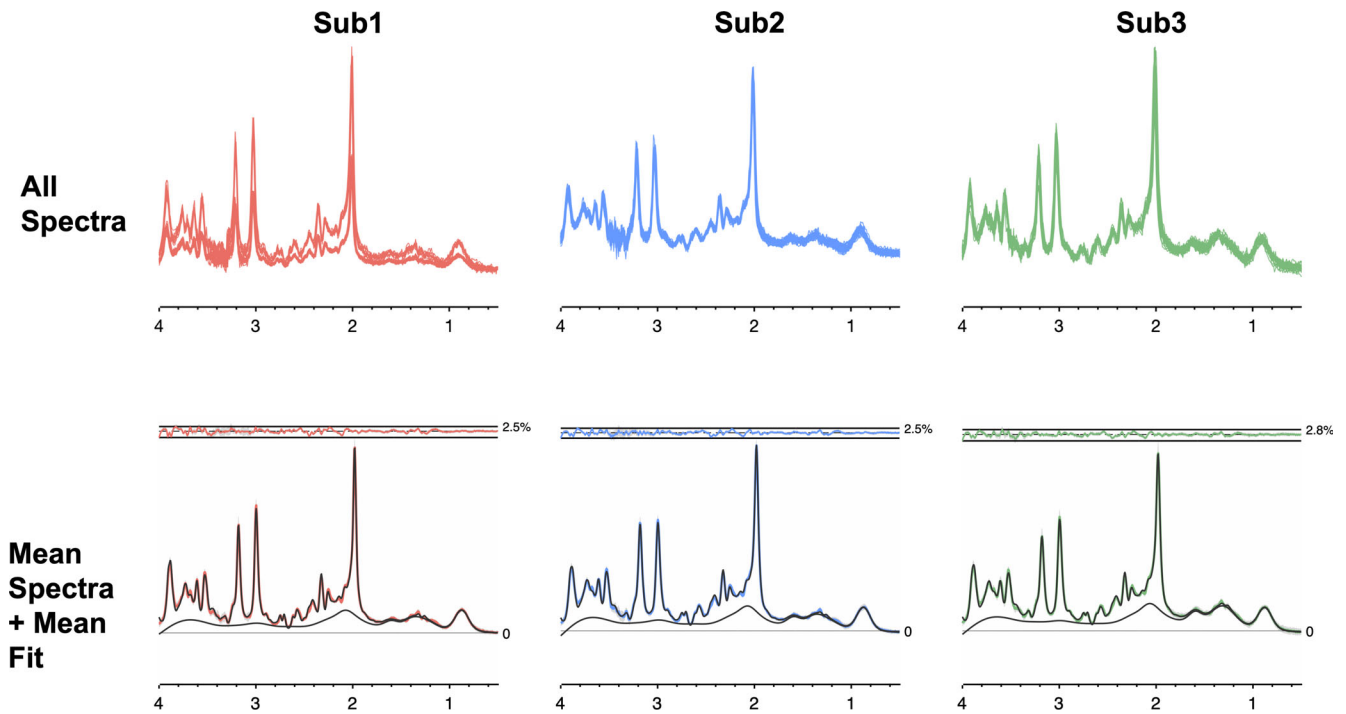 Sub1 Sub2 Sub3
All
Spectra
4 3 2 1 4 3 2 1 4 3 2 1
2.5% 2.5% 2.8%
Mean
Spectra
+ Mean
Fit
0 0 0
4 3 2 1 4 3 2 1 4 3 2 1